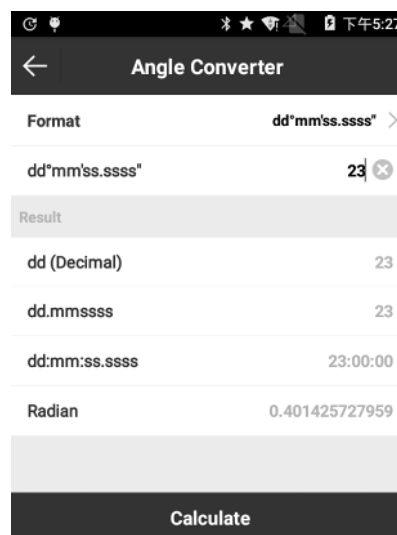 下午5:27
Angle Converter
Format dd°mm'ss.ssss"
dd°mm'ss.ssss" 23
Result
dd (Decimal) 23
dd.mmssss 23
dd:mm:ss.ssss 23:00:00
Radian 0.401425727959
Calculate